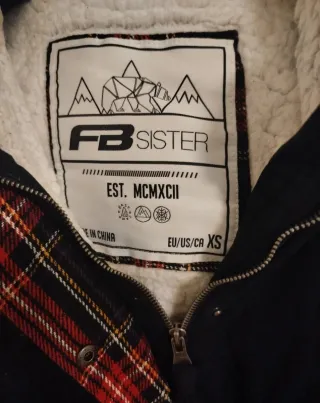 FB SISTER
EST. MCMXCII
E IN CHINA
EU/US/CA XS